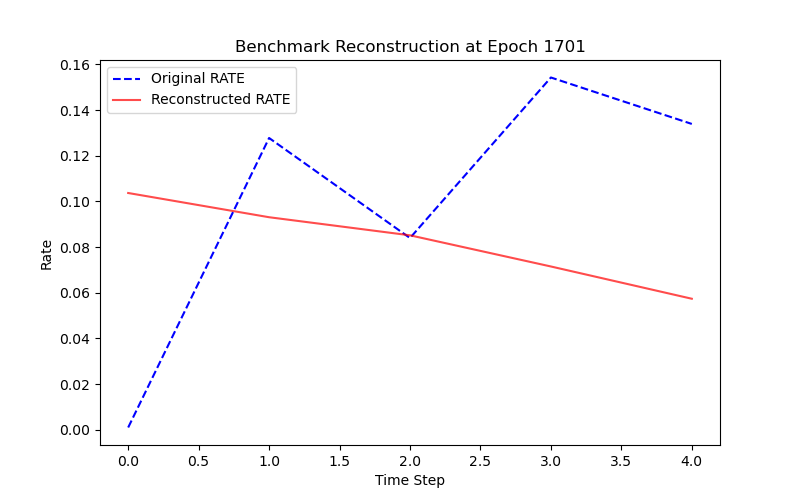 Benchmark Reconstruction at Epoch 1701
Original RATE
Reconstructed RATE
Rate
0.16
0.14
0.12
0.10
0.08
0.06
0.04
0.02
0.00
0.0 0.5 1.0 1.5 2.0 2.5 3.0 3.5 4.0
Time Step